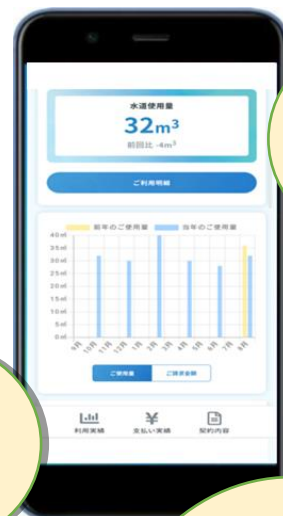 水道使用量
32m³
前回比 -4m³
ご利用明細
前年のご使用量 当年のご使用量
40㎥
35㎥
30㎥
25㎥
20㎥
15㎥
10㎥
5㎥
0㎥
9月 10月 11月 12月 1月 2月 3月 4月 5月 6月 7月 8月
ご使用量 ご請求金額
利用実績 支払い実績 契約内容